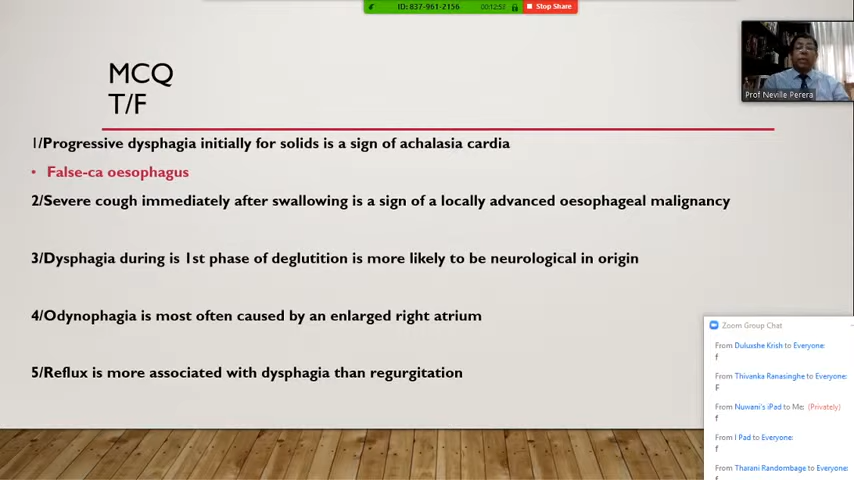 ID: 837-961-2156
00:12:53
Stop Share
MCQ
T/F
Prof Neville Perera
1/Progressive dysphagia initially for solids is a sign of achalasia cardia
• False-ca oesophagus
2/Severe cough immediately after swallowing is a sign of a locally advanced oesophageal malignancy
3/Dysphagia during is 1st phase of deglutition is more likely to be neurological in origin
4/Odynophagia is most often caused by an enlarged right atrium
5/Reflux is more associated with dysphagia than regurgitation
Zoom Group Chat
From Duluxshe Krish to Everyone:
f
From Thivanka Ranasinghe to Everyone:
F
From Nuwani's iPad to Me: (Privately)
f
From I Pad to Everyone:
f
From Tharani Randombage to Everyone:
f